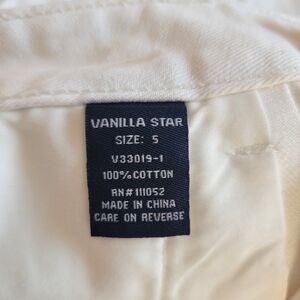 VANILLA STAR
SIZE: 5
V33019-1
100% COTTON
RN# 111052
MADE IN CHINA
CARE ON REVERSE